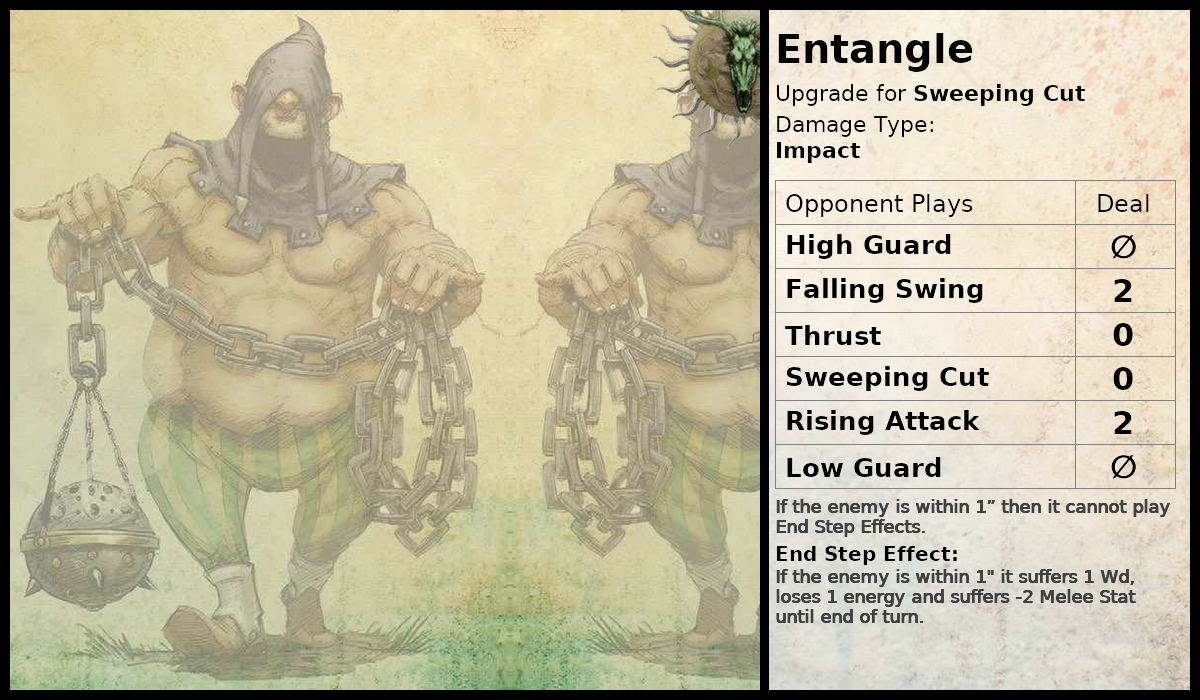 Entangle
Upgrade for Sweeping Cut
Damage Type:
Impact
Opponent Plays Deal
High Guard ∅
Falling Swing 2
Thrust 0
Sweeping Cut 0
Rising Attack 2
Low Guard ∅
If the enemy is within 1” then it cannot play
End Step Effects.
End Step Effect:
If the enemy is within 1" it suffers 1 Wd,
loses 1 energy and suffers -2 Melee Stat
until end of turn.